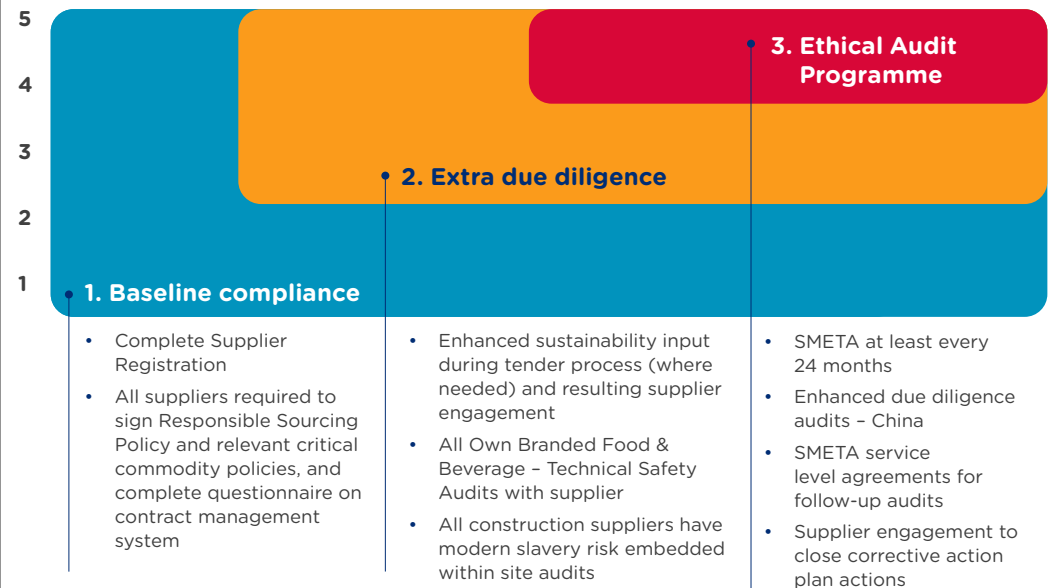 5
4
3
2
1
3. Ethical Audit
Programme
2. Extra due diligence
1. Baseline compliance
• Complete Supplier
Registration
• All suppliers required to
sign Responsible Sourcing
Policy and relevant critical
commodity policies, and
complete questionnaire on
contract management
system
• Enhanced sustainability input
during tender process (where
needed) and resulting supplier
engagement
• All Own Branded Food &
Beverage – Technical Safety
Audits with supplier
• All construction suppliers have
modern slavery risk embedded
within site audits
• SMETA at least every
24 months
• Enhanced due diligence
audits – China
• SMETA service
level agreements for
follow-up audits
• Supplier engagement to
close corrective action
plan actions